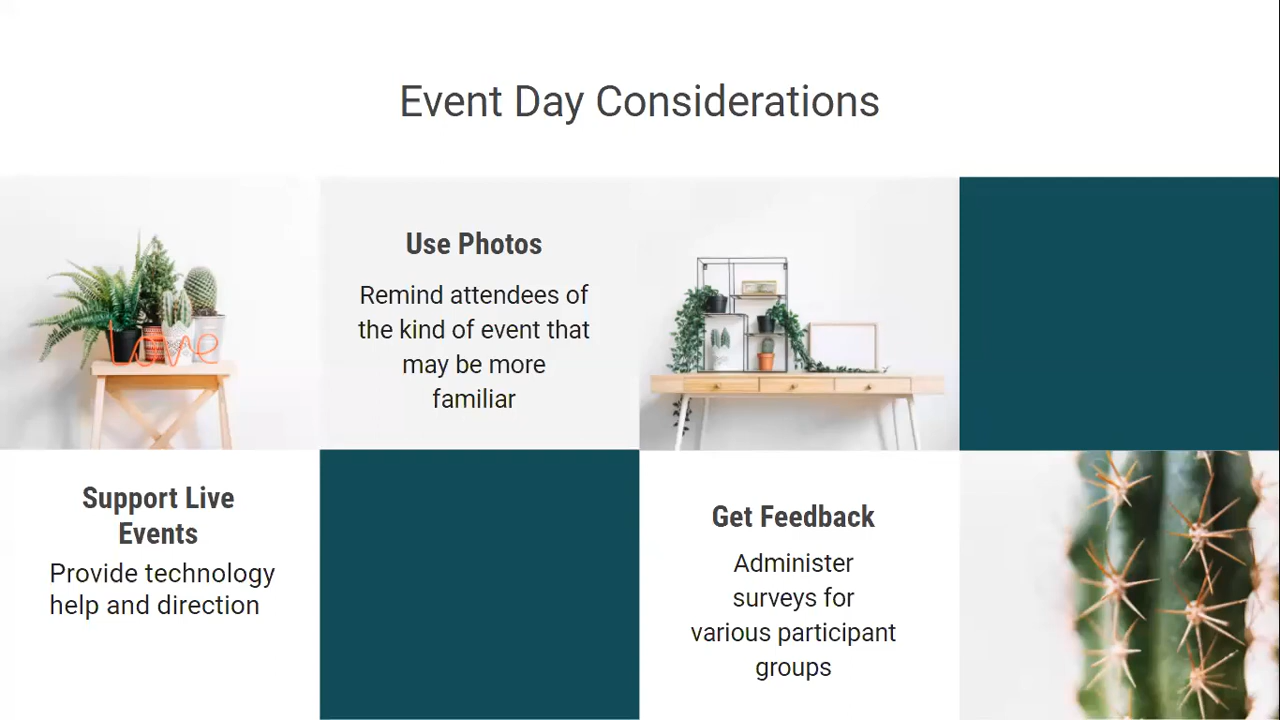 Event Day Considerations
Use Photos
Remind attendees of
the kind of event that
may be more
familiar
love
Support Live
Events
Provide technology
help and direction
Get Feedback
Administer
surveys for
various participant
groups